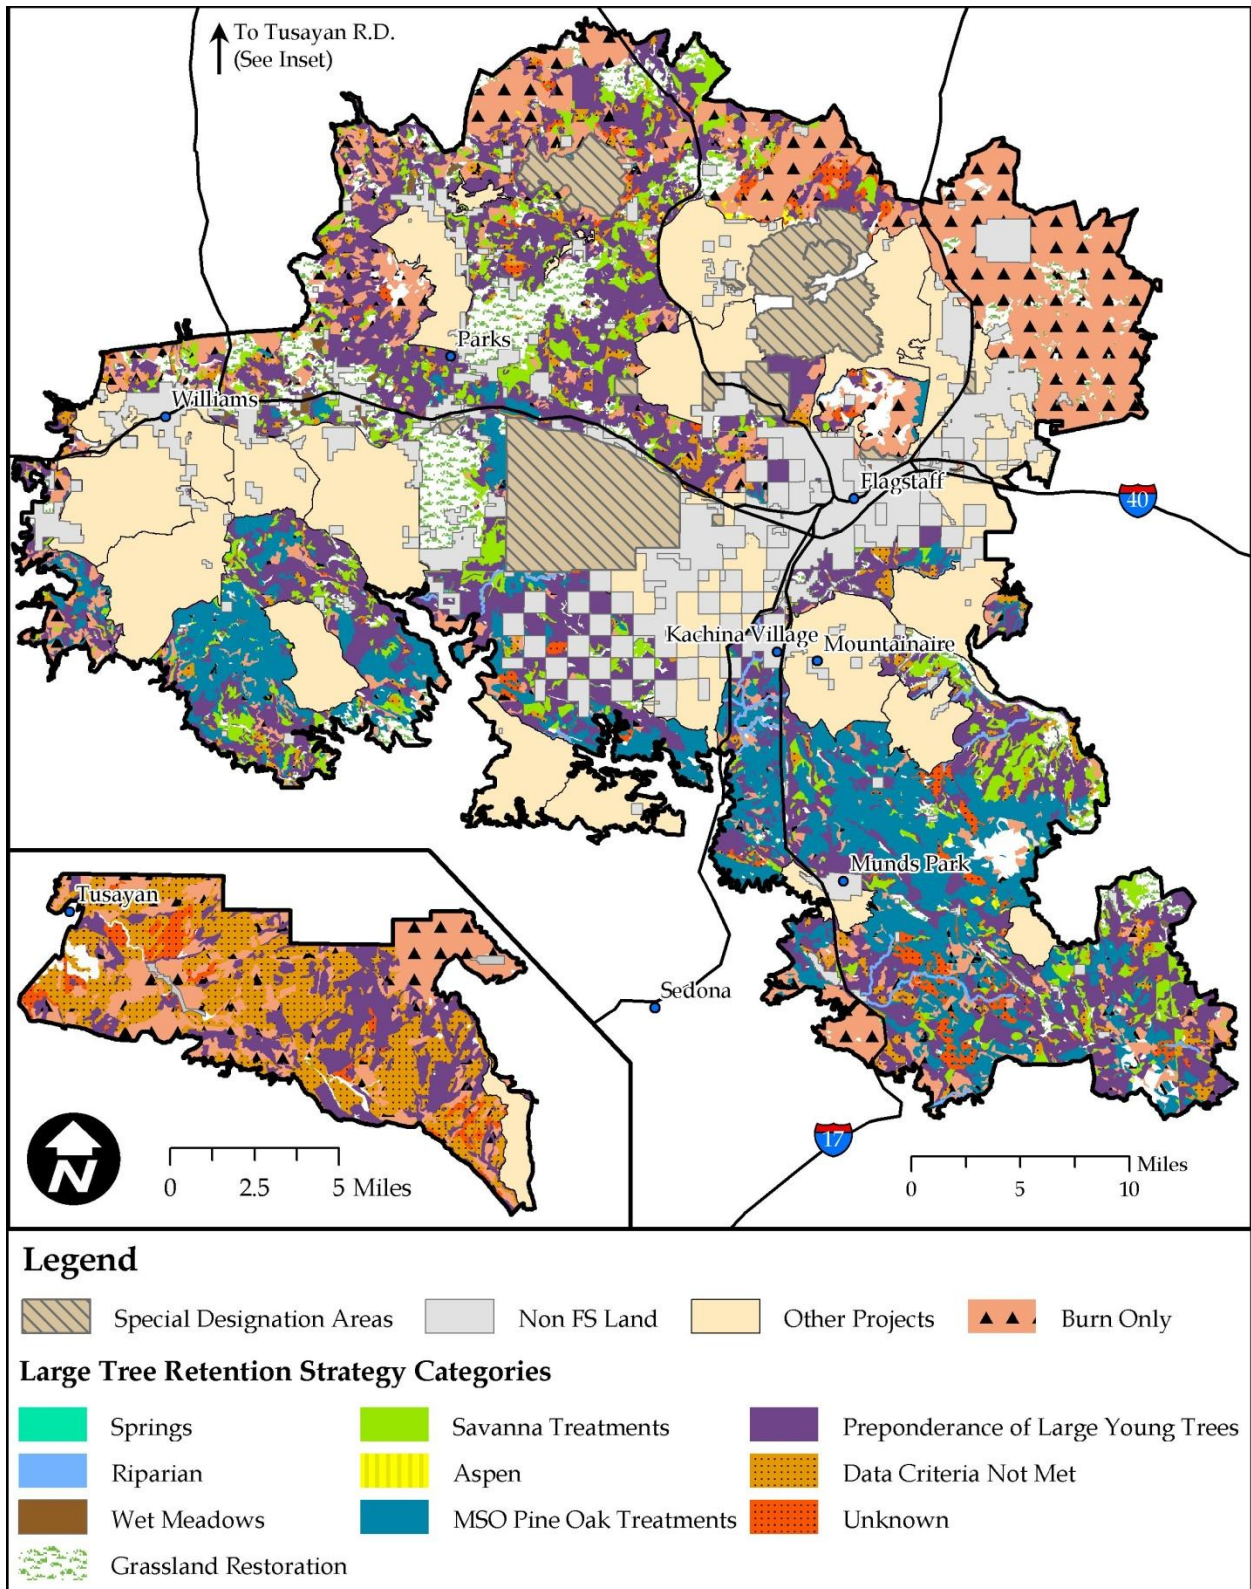 To Tusayan R.D.
(See Inset)
Parks
Williams
Flagstaff
40
Kachina Village
Mountainaire
Munds Park
Tusayan
Sedona
17
N
0 2.5 5 Miles
Miles
0 5 10
Legend
Special Designation Areas
Non FS Land
Other Projects
Burn Only
Large Tree Retention Strategy Categories
Springs
Savanna Treatments
Preponderance of Large Young Trees
Riparian
Aspen
Data Criteria Not Met
Wet Meadows
MSO Pine Oak Treatments
Unknown
Grassland Restoration